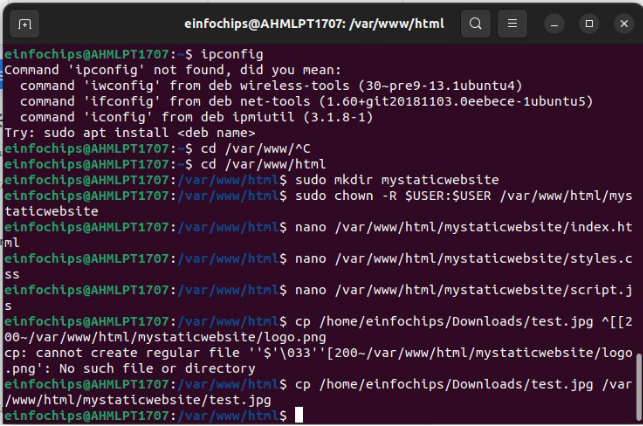 einfochips@AHMLPT1707: /var/www/html
einfochips@AHMLPT1707:~$ ipconfig
Command 'ipconfig' not found, did you mean:
  command 'iwconfig' from deb wireless-tools (30~pre9-13.1ubuntu4)
  command 'ifconfig' from deb net-tools (1.60+git20181103.0eebece-1ubuntu5)
  command 'iconfig' from deb ipmiutil (3.1.8-1)
Try: sudo apt install <deb name>
einfochips@AHMLPT1707:~$ cd /var/www/^C
einfochips@AHMLPT1707:~$ cd /var/www/html
einfochips@AHMLPT1707:/var/www/html$ sudo mkdir mystaticwebsite
einfochips@AHMLPT1707:/var/www/html$ sudo chown -R $USER:$USER /var/www/html/mys
taticwebsite
einfochips@AHMLPT1707:/var/www/html$ nano /var/www/html/mystaticwebsite/index.ht
ml
einfochips@AHMLPT1707:/var/www/html$ nano /var/www/html/mystaticwebsite/styles.c
ss
einfochips@AHMLPT1707:/var/www/html$ nano /var/www/html/mystaticwebsite/script.j
s
einfochips@AHMLPT1707:/var/www/html$ cp /home/einfochips/Downloads/test.jpg ^[[2
00~/var/www/html/mystaticwebsite/logo.png
cp: cannot create regular file ''$'\033''[200~/var/www/html/mystaticwebsite/logo
.png': No such file or directory
einfochips@AHMLPT1707:/var/www/html$ cp /home/einfochips/Downloads/test.jpg /var
/www/html/mystaticwebsite/test.jpg
einfochips@AHMLPT1707:/var/www/html$